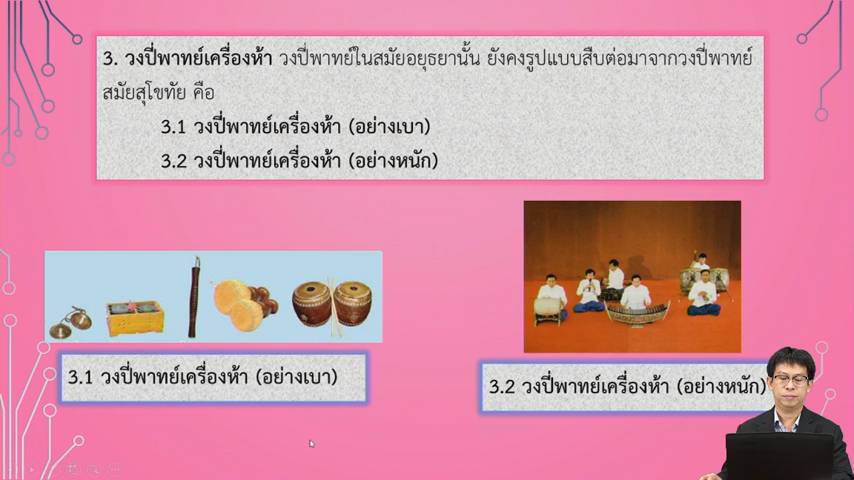 3. วงปี่พาทย์เครื่องห้า วงปี่พาทย์ในสมัยอยุธยานั้น ยังคงรูปแบบสืบต่อมาจากวงปี่พาทย์
สมัยสุโขทัย คือ
3.1 วงปี่พาทย์เครื่องห้า (อย่างเบา)
3.2 วงปี่พาทย์เครื่องห้า (อย่างหนัก)
3.1 วงปี่พาทย์เครื่องห้า (อย่างเบา)
3.2 วงปี่พาทย์เครื่องห้า (อย่างหนัก)